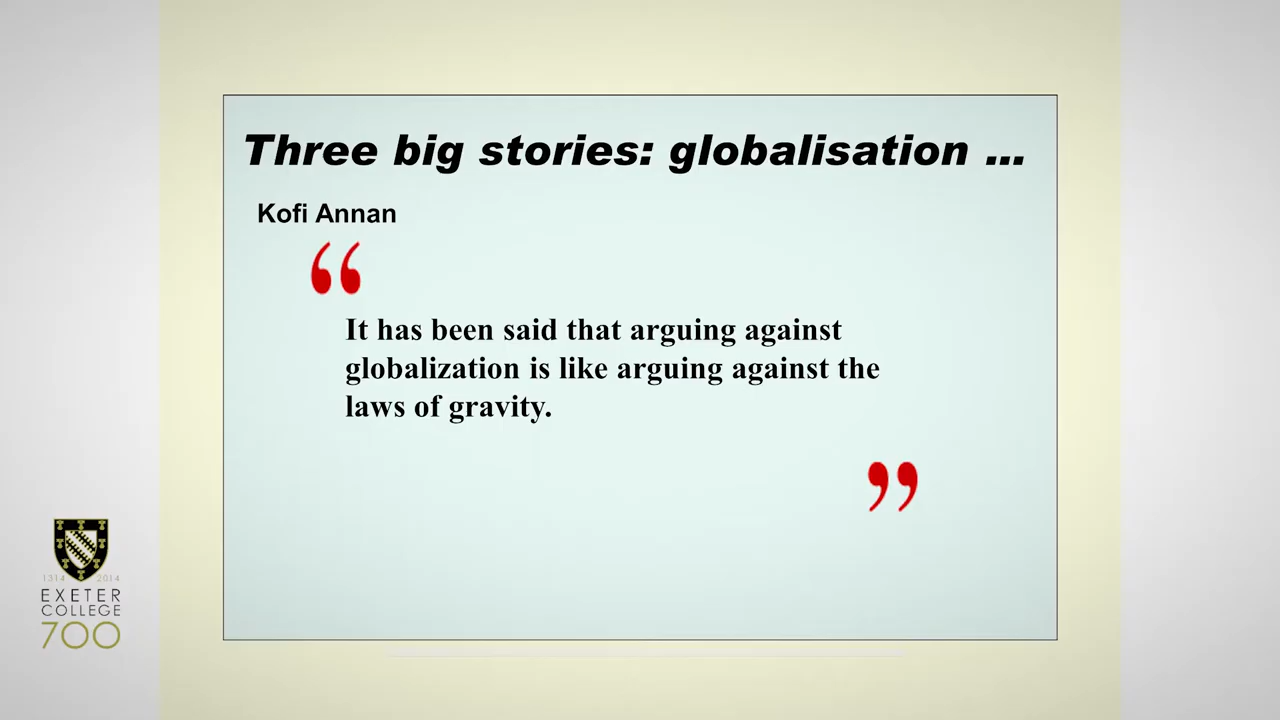 Three big stories: globalisation ...
Kofi Annan
“
It has been said that arguing against
globalization is like arguing against the
laws of gravity.
”
1314 2014
EXETER
COLLEGE
700